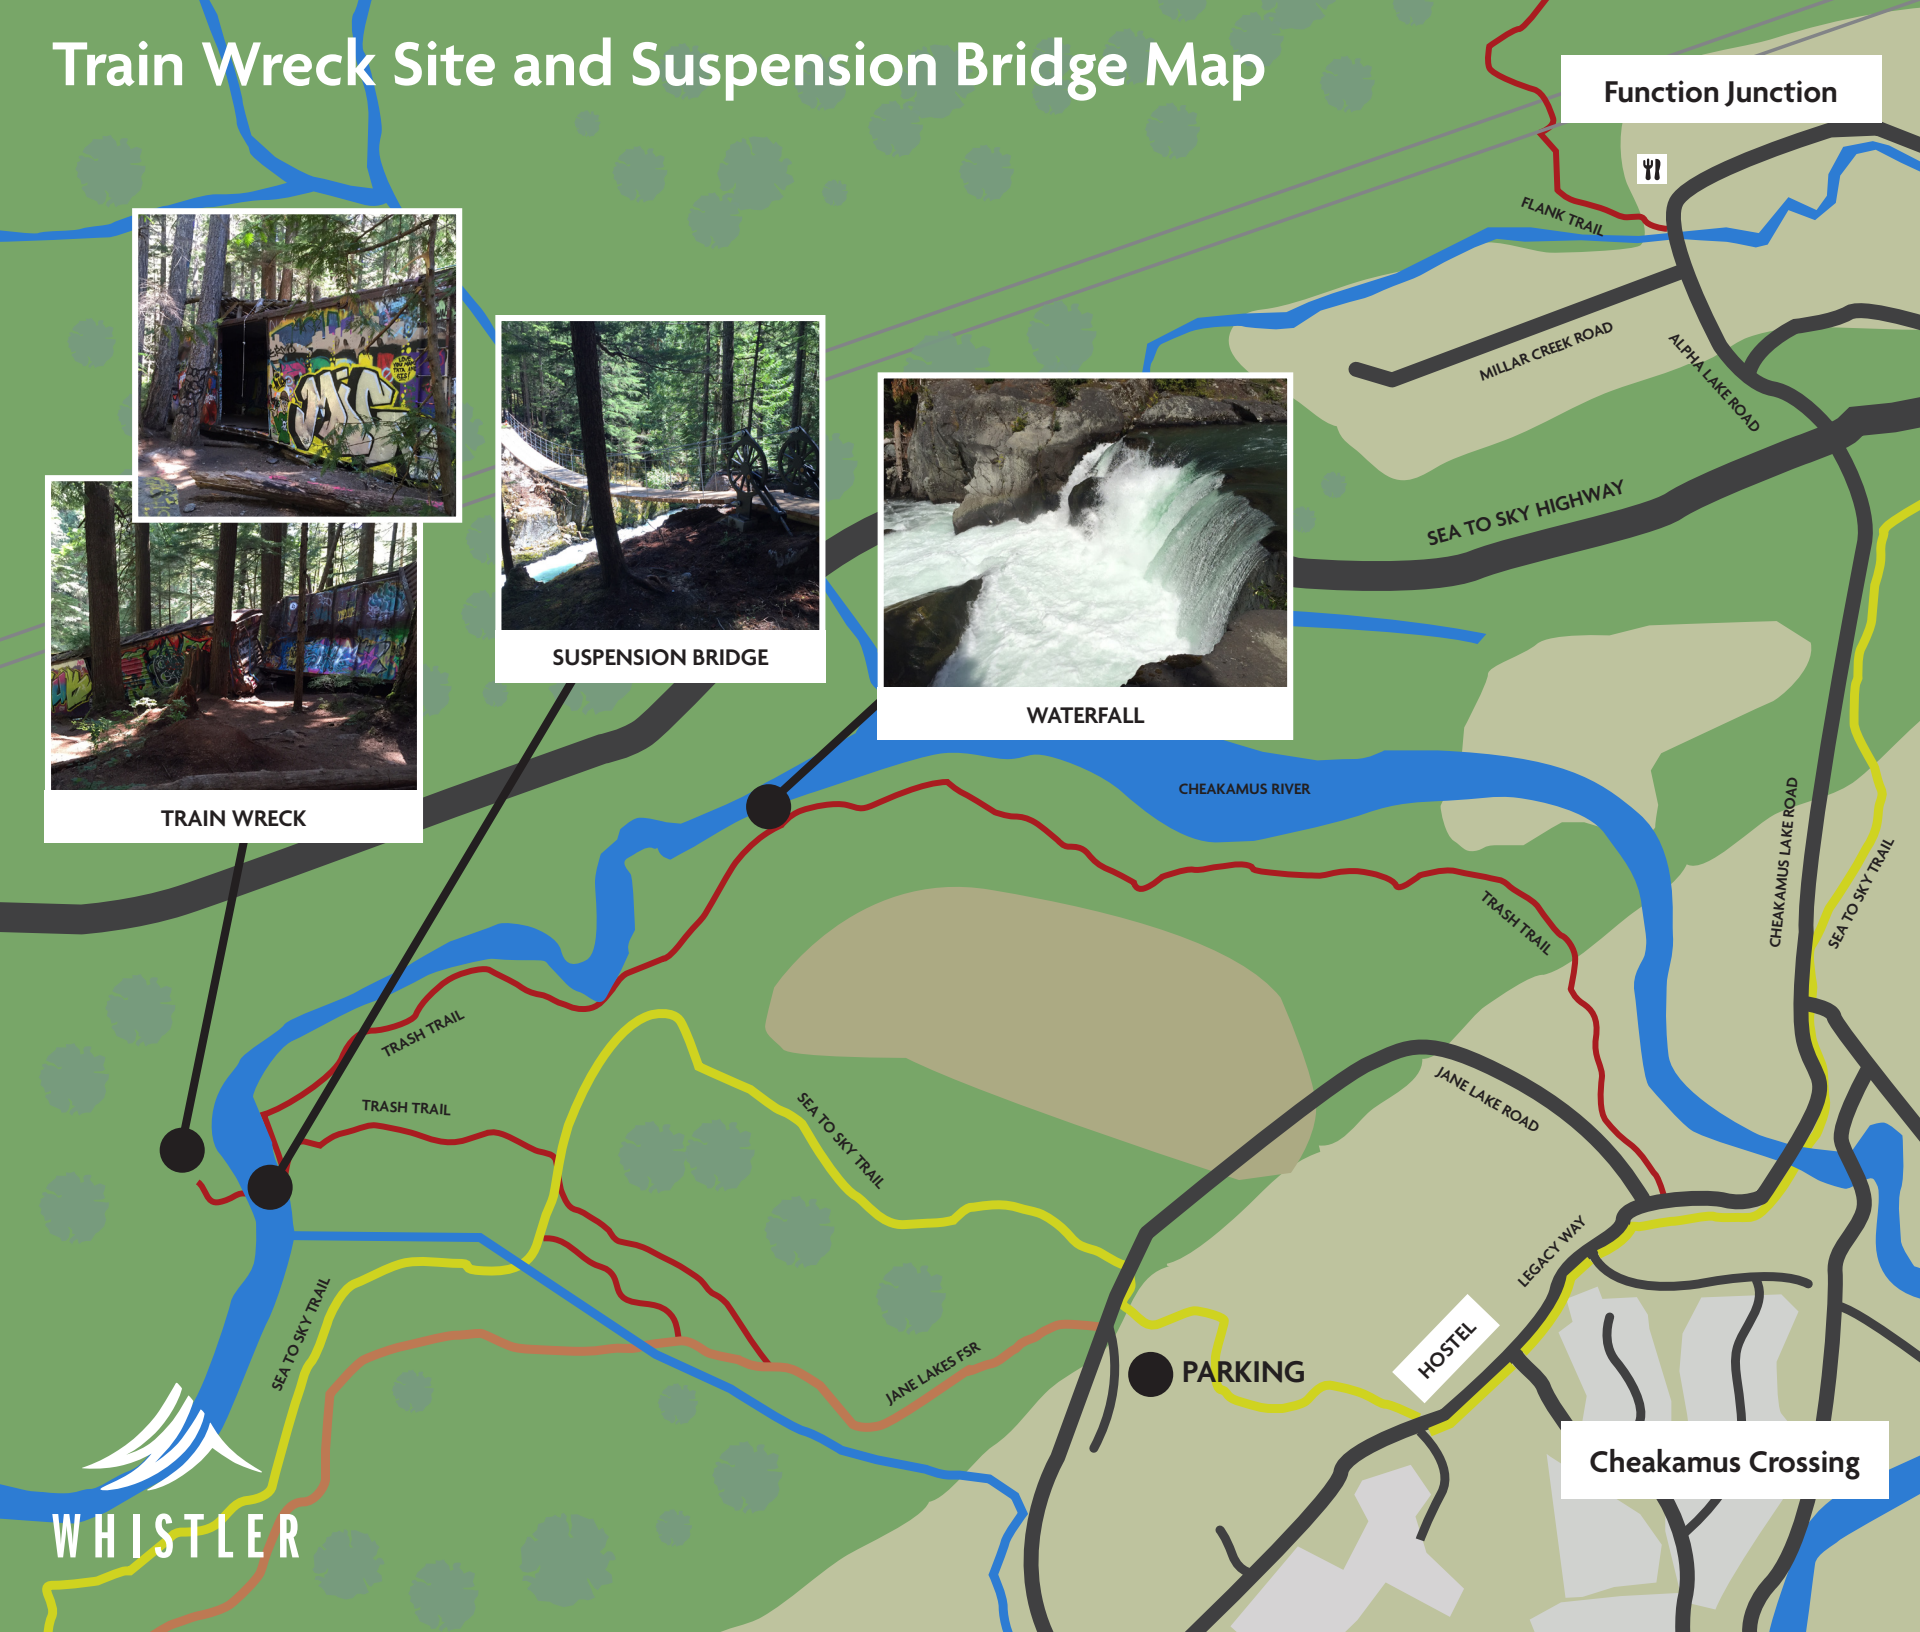 Train Wreck Site and Suspension Bridge Map
Function Junction
FLANK TRAIL
MILLAR CREEK ROAD
ALPHA LAKE ROAD
SEA TO SKY HIGHWAY
MIC
SUSPENSION BRIDGE
WATERFALL
TRAIN WRECK
CHEAKAMUS RIVER
CHEAKAMUS LAKE ROAD
SEA TO SKY TRAIL
TRASH TRAIL
TRASH TRAIL
TRASH TRAIL
SEA TO SKY TRAIL
JANE LAKE ROAD
LEGACY WAY
SEA TO SKY TRAIL
JANE LAKES FSR
PARKING
HOSTEL
Cheakamus Crossing
WHISTLER